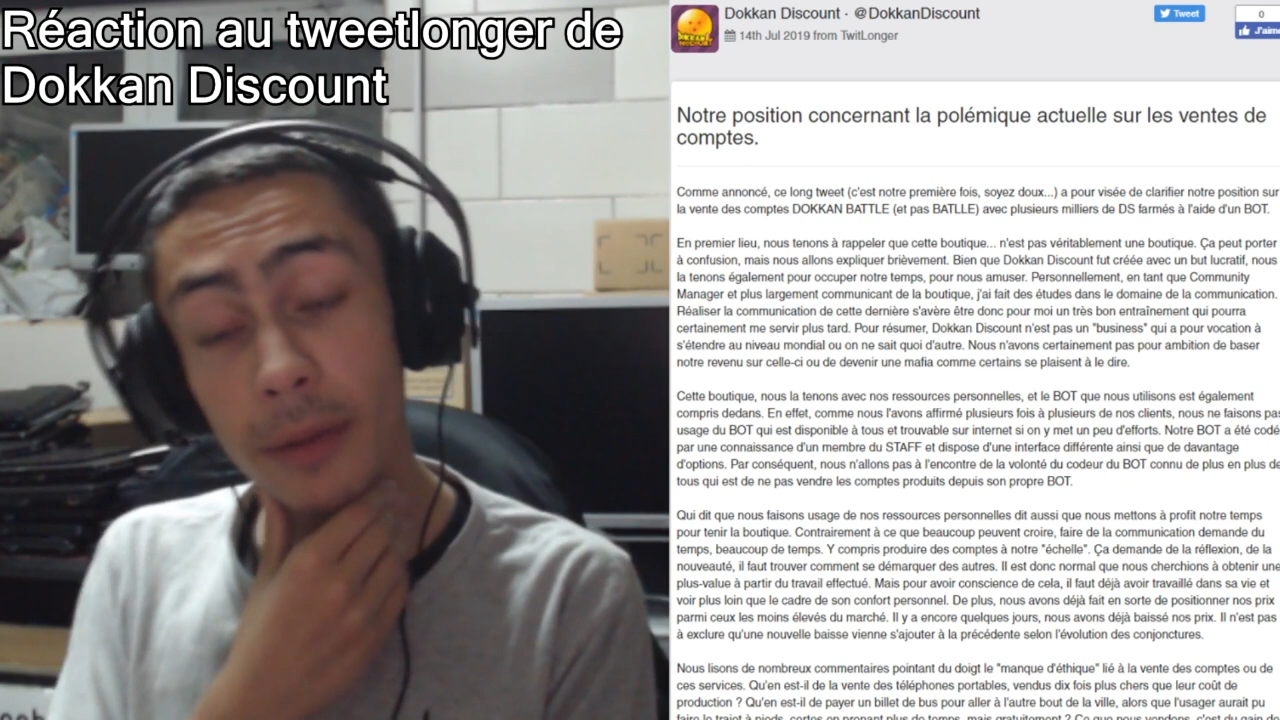 Réaction au tweetlonger de
Dokkan Discount
Dokkan Discount · @DokkanDiscount
14th Jul 2019 from TwitLonger
Tweet
0
J'aime
Notre position concernant la polémique actuelle sur les ventes de
comptes.
Comme annoncé, ce long tweet (c'est notre première fois, soyez doux...) a pour visée de clarifier notre position sur
la vente des comptes DOKKAN BATTLE (et pas BATLLE) avec plusieurs milliers de DS farmés à l'aide d'un BOT.
En premier lieu, nous tenons à rappeler que cette boutique... n'est pas véritablement une boutique. Ça peut porter
à confusion, mais nous allons expliquer brièvement. Bien que Dokkan Discount fut créée avec un but lucratif, nous
la tenons également pour occuper notre temps, pour nous amuser. Personnellement, en tant que Community
Manager et plus largement communicant de la boutique, j'ai fait des études dans le domaine de la communication.
Réaliser la communication de cette dernière s'avère être donc pour moi un très bon entraînement qui pourra
certainement me servir plus tard. Pour résumer, Dokkan Discount n'est pas un "business" qui a pour vocation à
s'étendre au niveau mondial ou on ne sait quoi d'autre. Nous n'avons certainement pas pour ambition de baser
notre revenu sur celle-ci ou de devenir une mafia comme certains se plaisent à le dire.
Cette boutique, nous la tenons avec nos ressources personnelles, et le BOT que nous utilisons est également
compris dedans. En effet, comme nous l'avons affirmé plusieurs fois à plusieurs de nos clients, nous ne faisons pas
usage du BOT qui est disponible à tous et trouvable sur internet si on y met un peu d'efforts. Notre BOT a été codé
par une connaissance d'un membre du STAFF et dispose d'une interface différente ainsi que de davantage
d'options. Par conséquent, nous n'allons pas à l'encontre de la volonté du codeur du BOT connu de plus en plus de
tous qui est de ne pas vendre les comptes produits depuis son propre BOT.
Qui dit que nous faisons usage de nos ressources personnelles dit aussi que nous mettons à profit notre temps
pour tenir la boutique. Contrairement à ce que beaucoup peuvent croire, faire de la communication demande du
temps, beaucoup de temps. Y compris produire des comptes à notre "échelle". Ça demande de la réflexion, de la
nouveauté, il faut trouver comment se démarquer des autres. Il est donc normal que nous cherchions à obtenir une
plus-value à partir du travail effectué. Mais pour avoir conscience de cela, il faut déjà avoir travaillé dans sa vie et
voir plus loin que le cadre de son confort personnel. De plus, nous avons déjà fait en sorte de positionner nos prix
parmi ceux les moins élevés du marché. Il y a encore quelques jours, nous avons déjà baissé nos prix. Il n'est pas
à exclure qu'une nouvelle baisse vienne s'ajouter à la précédente selon l'évolution des conjonctures.
Nous lisons de nombreux commentaires pointant du doigt le "manque d'éthique" lié à la vente des comptes ou de
ces services. Qu'en est-il de la vente des téléphones portables, vendus dix fois plus chers que leur coût de
production ? Qu'en est-il de payer un billet de bus pour aller à l'autre bout de la ville, alors que l'usager aurait pu
faire le trajet à pieds, certes en prenant plus de temps, mais gratuitement ? Ce que nous vendons, c'est du gain de